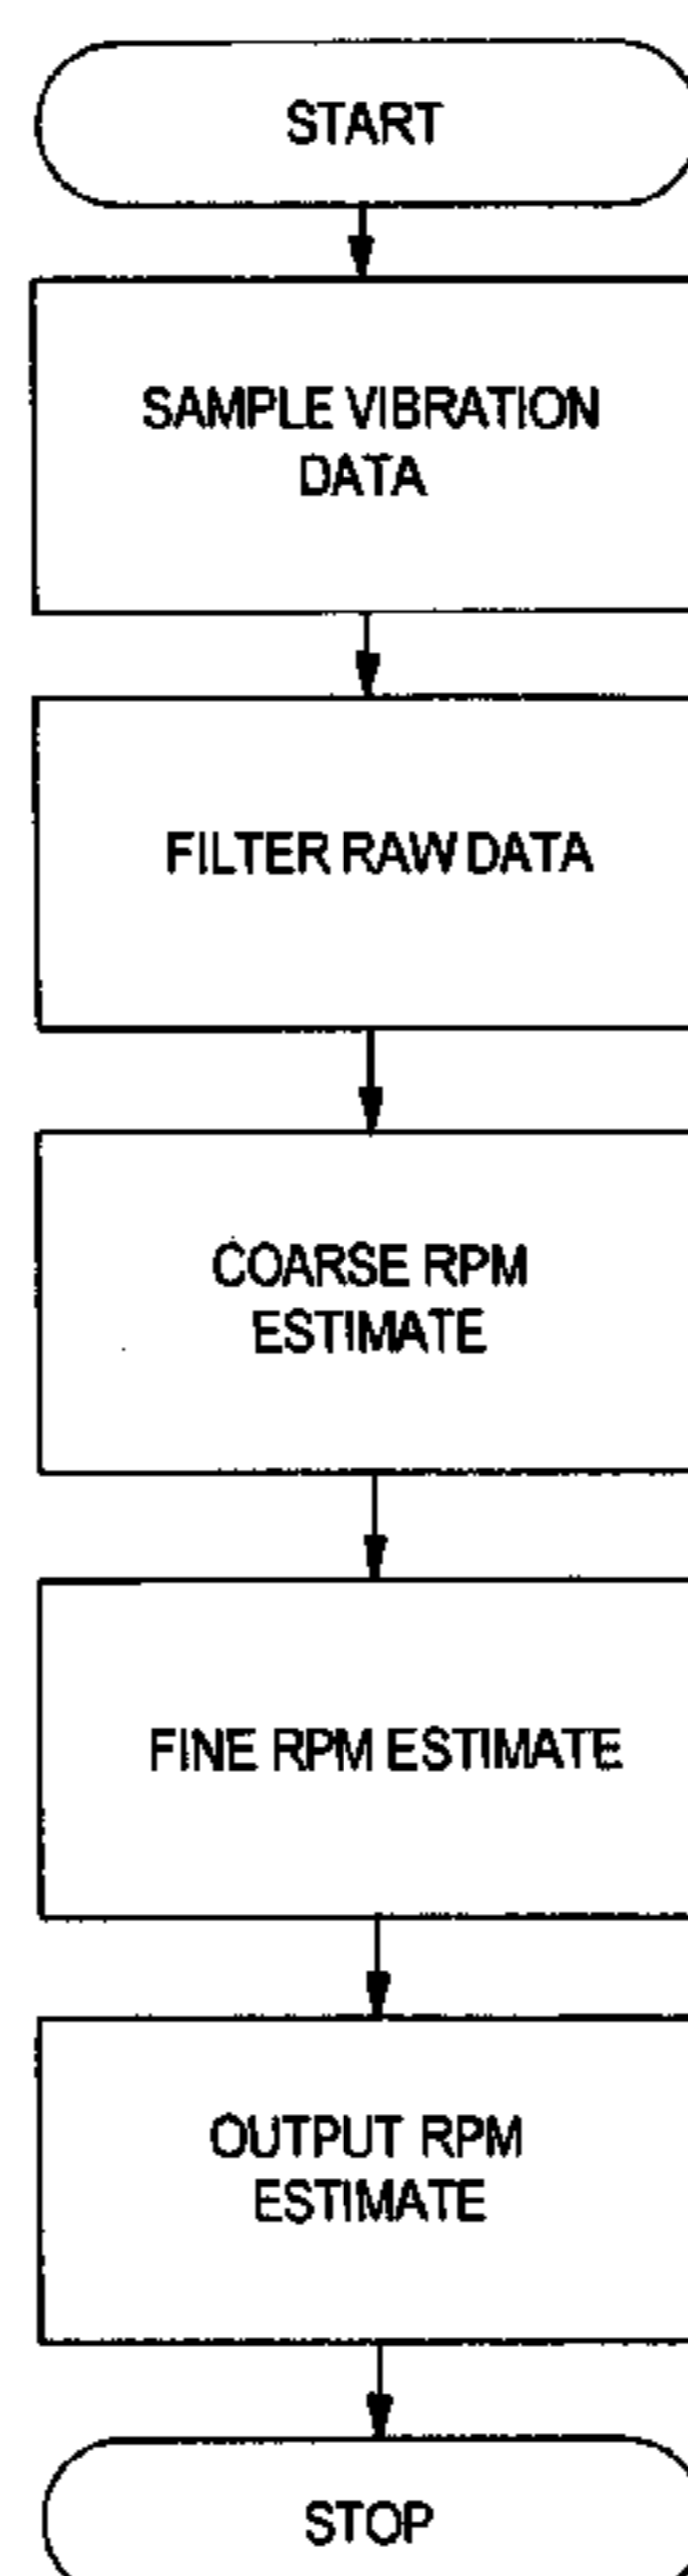 START
SAMPLE VIBRATION
DATA
FILTER RAW DATA
COARSE RPM
ESTIMATE
FINE RPM ESTIMATE
OUTPUT RPM
ESTIMATE
STOP